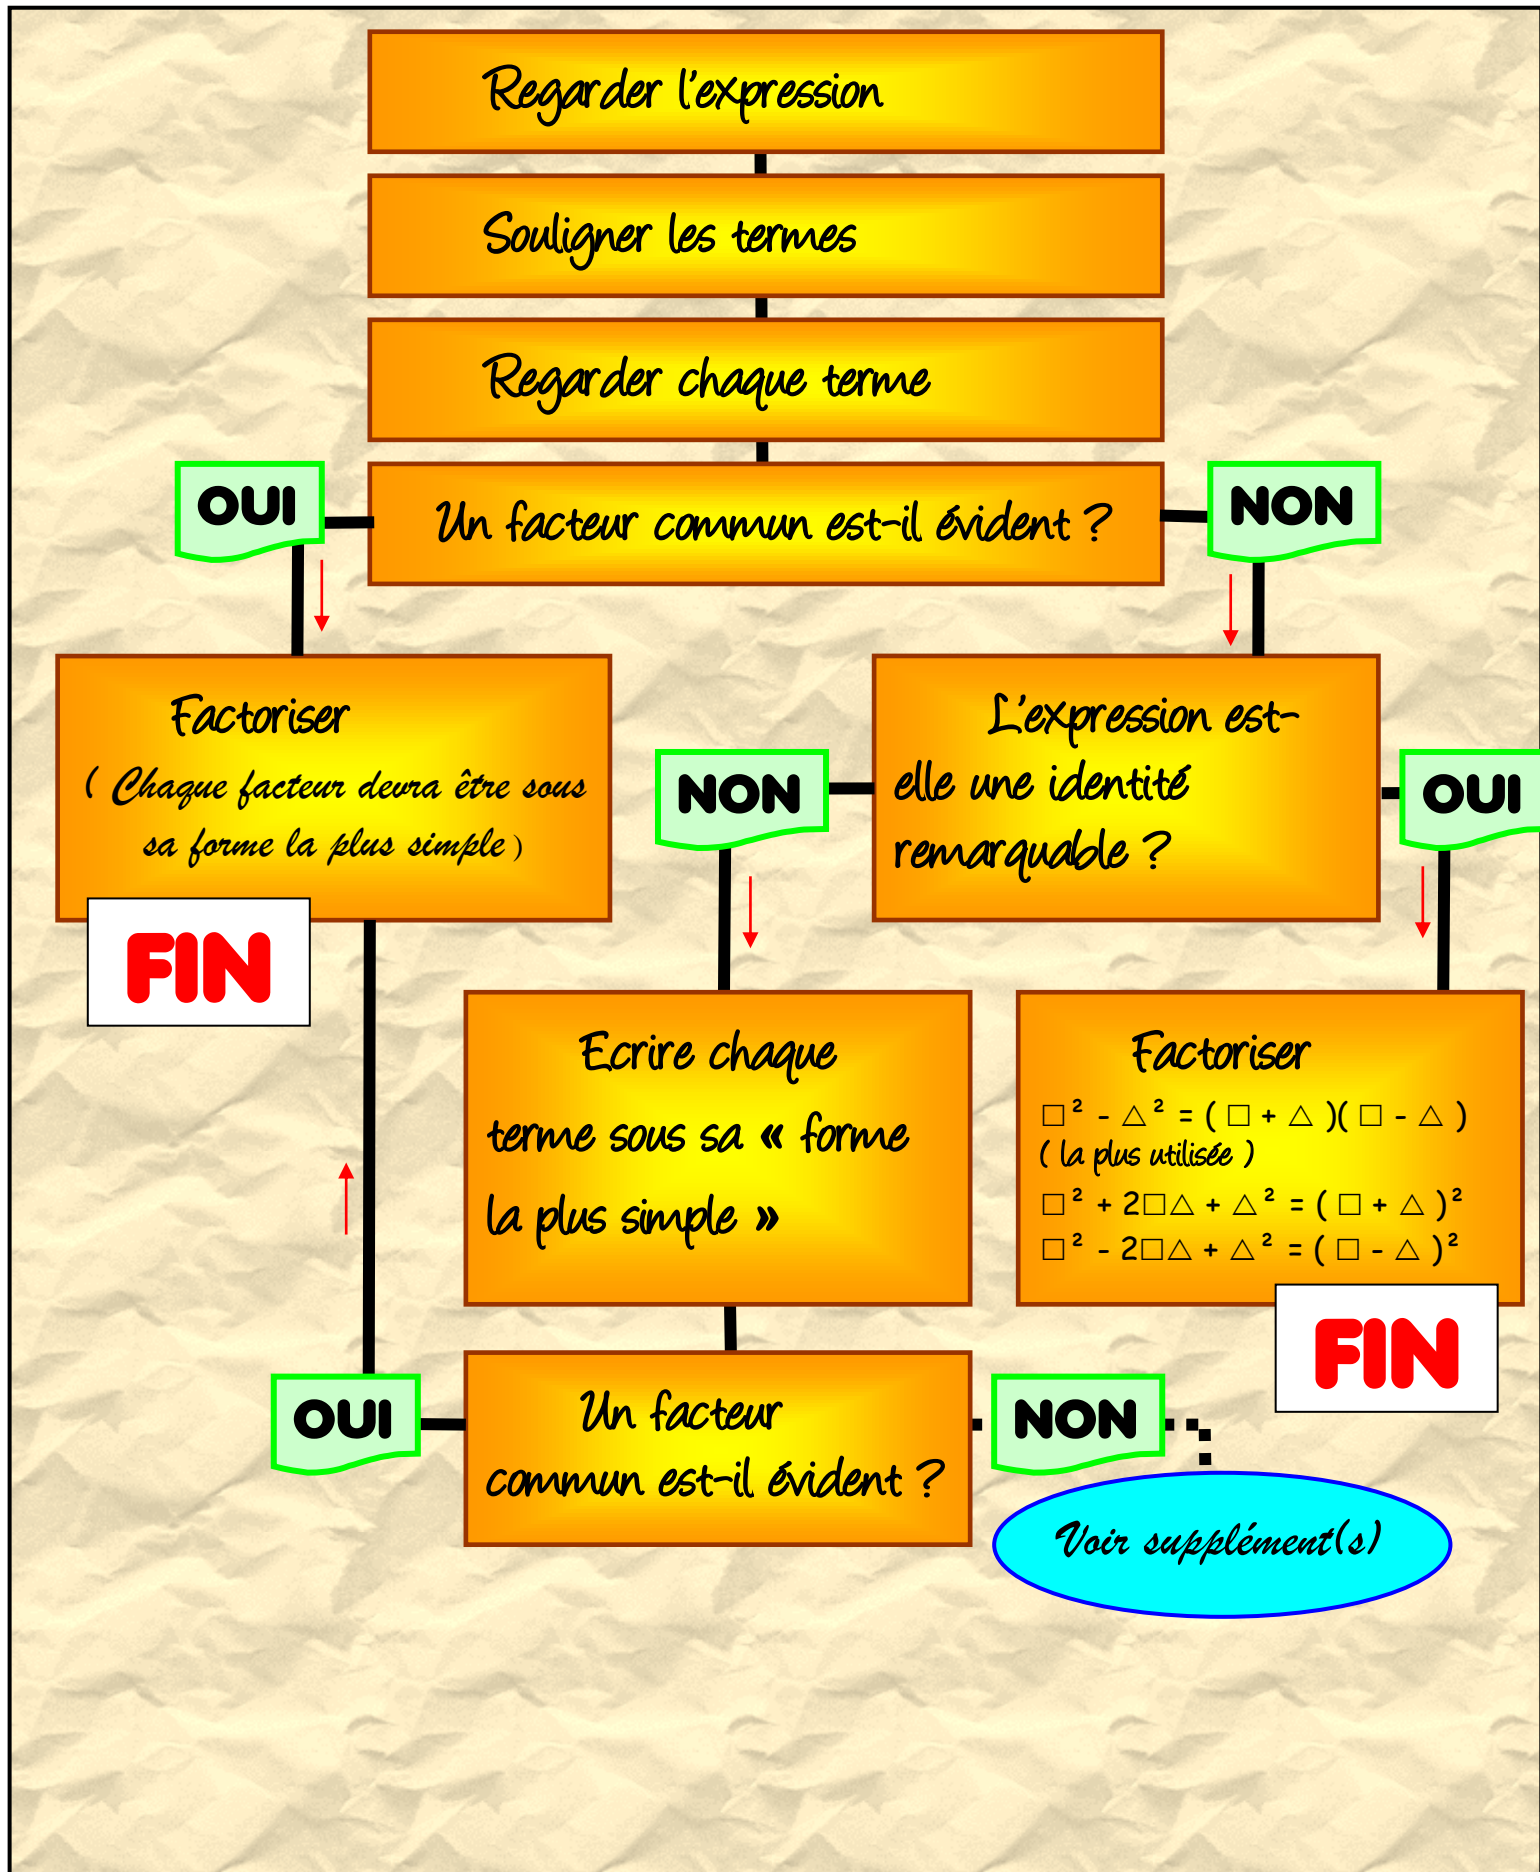 Regarder l'expression
Souligner les termes
Regarder chaque terme
OUI
Un facteur commun est-il évident ?
NON
Factoriser
( Chaque facteur devra être sous
sa forme la plus simple )
FIN
L'expression est-
elle une identité
remarquable ?
NON
OUI
Ecrire chaque
terme sous sa « forme
la plus simple »
Factoriser
□² - △² = ( □ + △ )( □ - △ )
( la plus utilisée )
□² + 2□△ + △² = ( □ + △ )²
□² - 2□△ + △² = ( □ - △ )²
FIN
OUI
Un facteur
commun est-il évident ?
NON
Voir supplément(s)